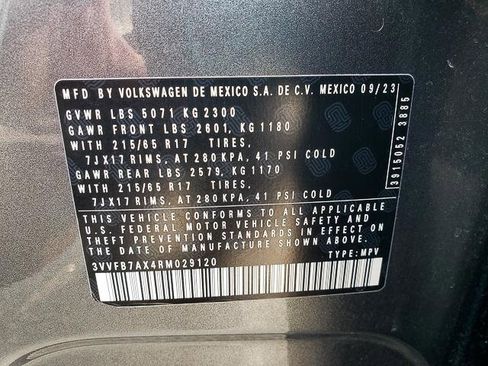 MFD BY VOLKSWAGEN DE MEXICO S.A. DE C.V. MEXICO 09/23
GVWR LBS 5071 KG 2300
GAWR FRONT LBS 2601, KG 1180
WITH 215/65 R17 TIRES,
7JX17 RIMS, AT 280 KPA, 41 PSI COLD
GAWR REAR LBS 2579, KG 1170
WITH 215/65 R17 TIRES,
7JX17 RIMS, AT 280 KPA, 41 PSI COLD
THIS VEHICLE CONFORMS TO ALL APPLICABLE
U.S. FEDERAL MOTOR VEHICLE SAFETY AND
THEFT PREVENTION STANDARDS IN EFFECT ON
THE DATE OF MANUFACTURE SHOWN ABOVE.
3VVFB7AX4RM029120 TYPE: MPV
3915052 3885